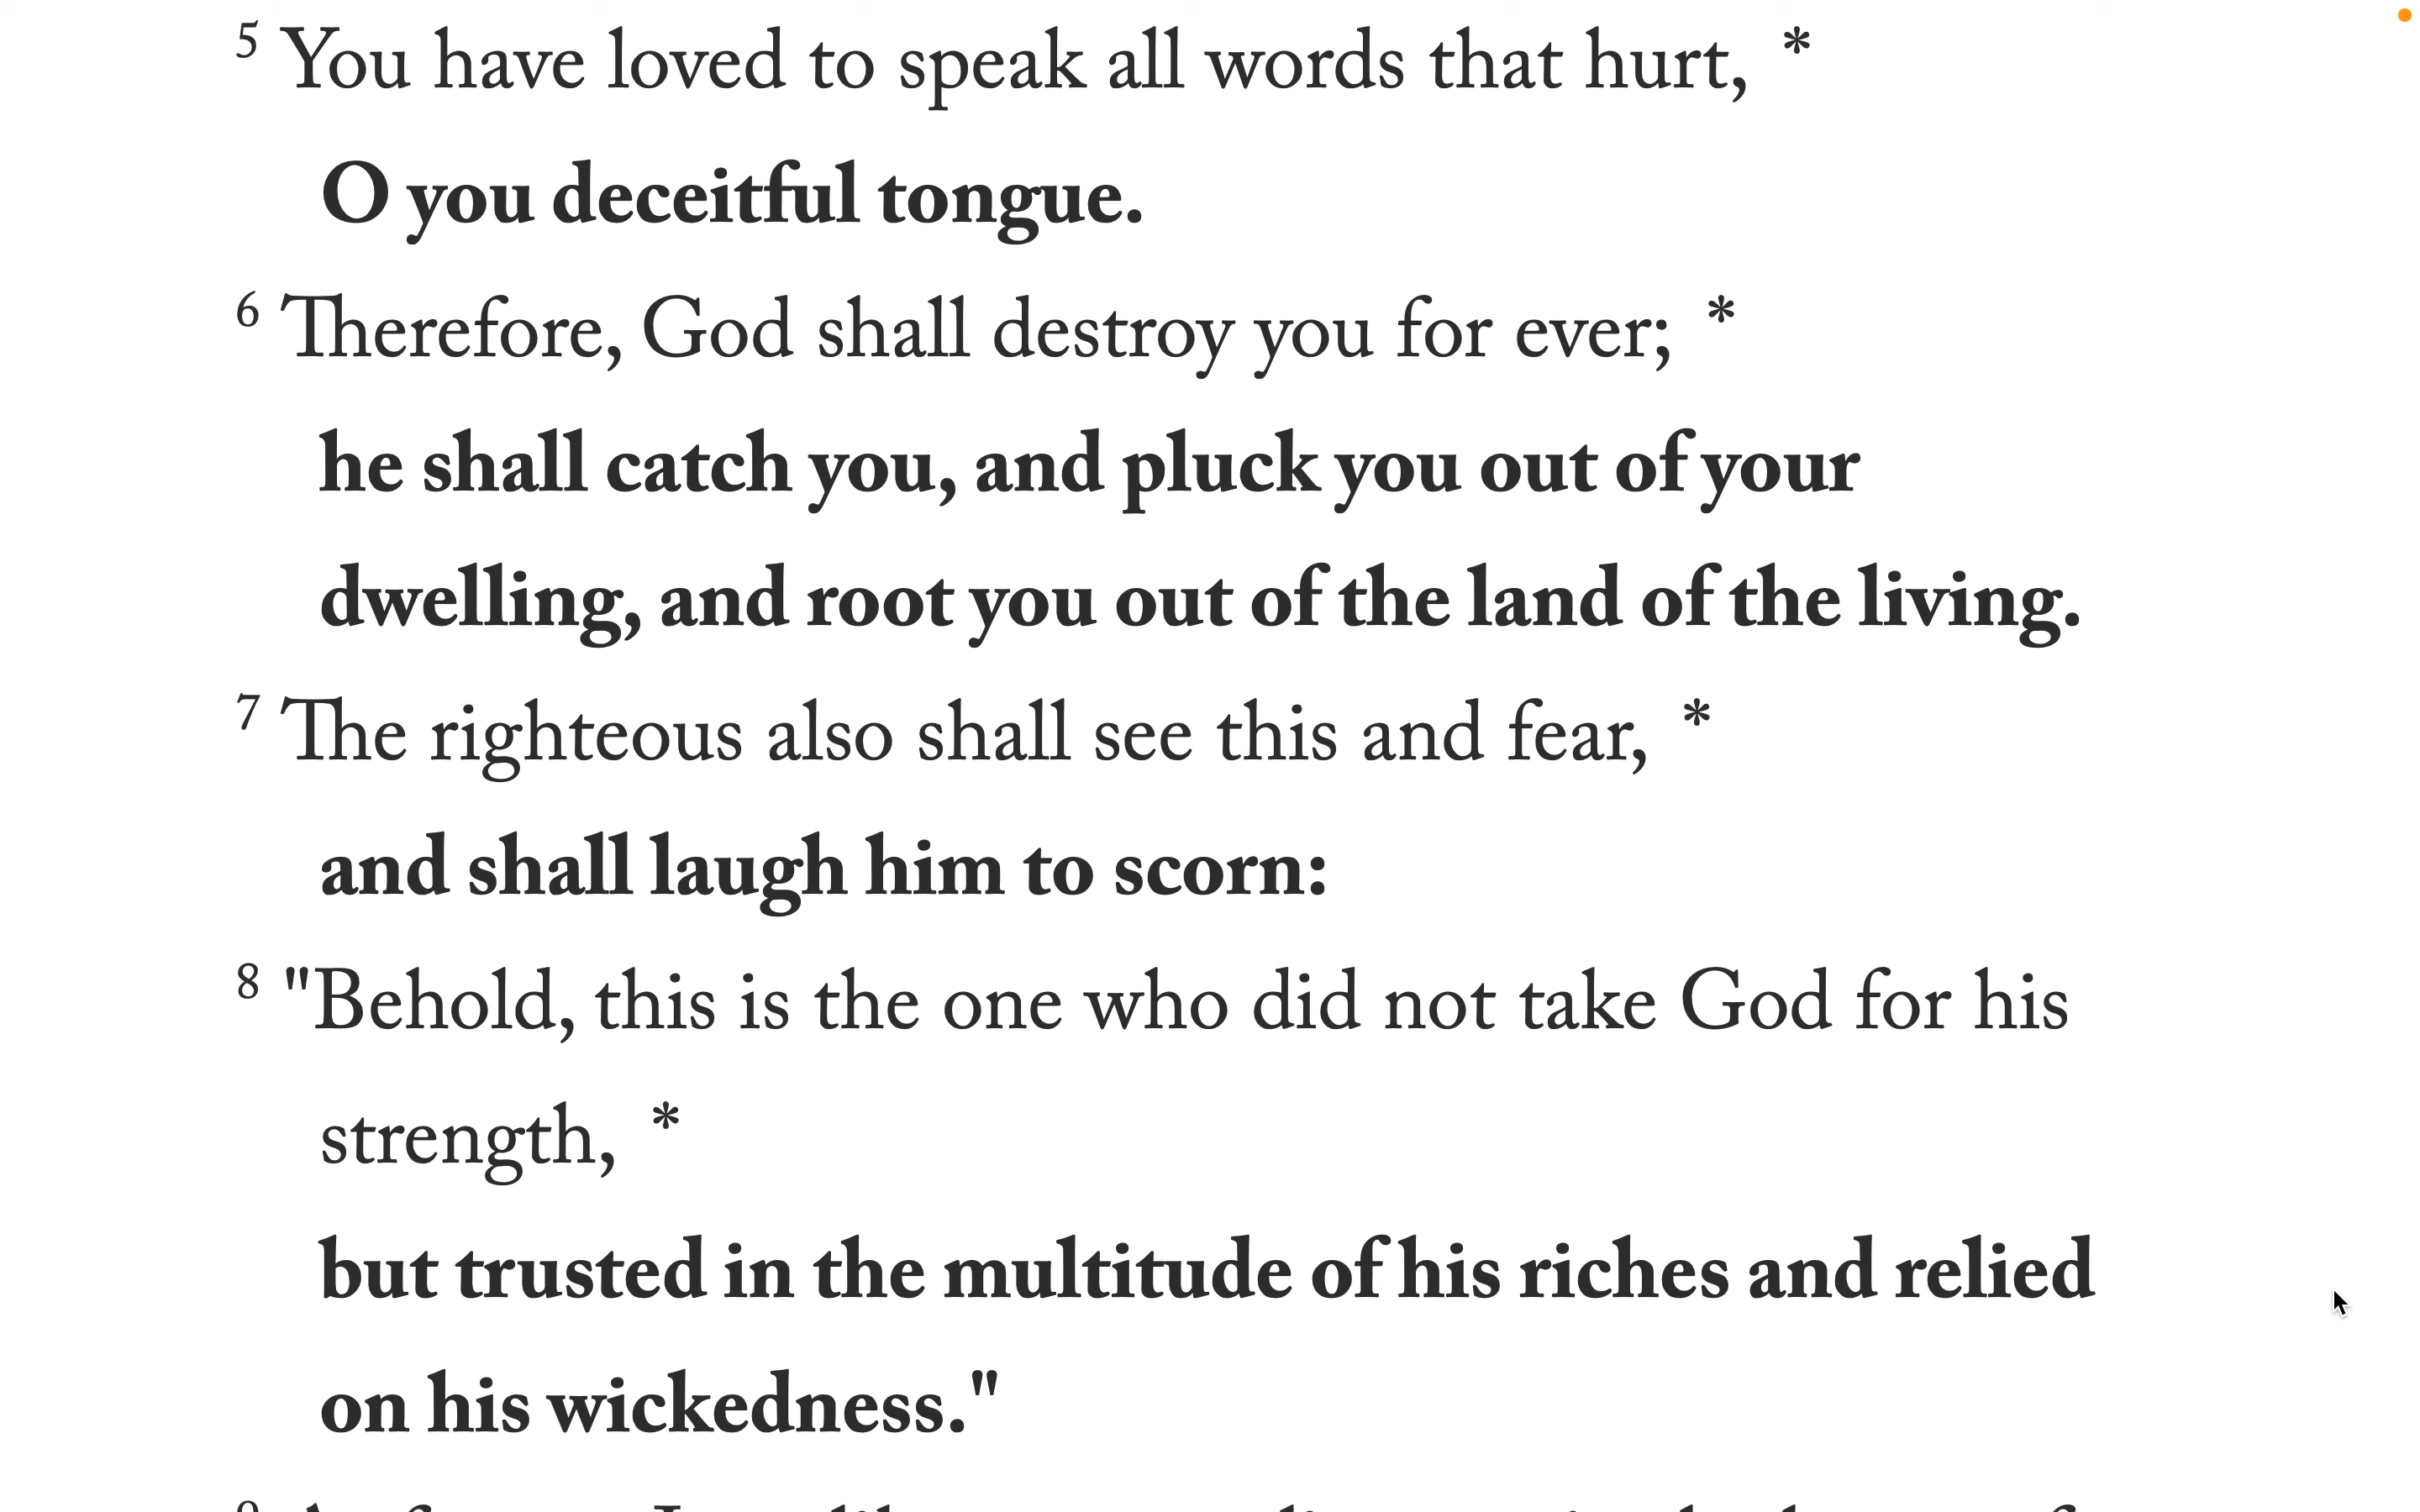 5 You have loved to speak all words that hurt, *
O you deceitful tongue.
6 Therefore, God shall destroy you for ever; *
he shall catch you, and pluck you out of your
dwelling, and root you out of the land of the living.
7 The righteous also shall see this and fear, *
and shall laugh him to scorn:
8 "Behold, this is the one who did not take God for his
strength, *
but trusted in the multitude of his riches and relied
on his wickedness."